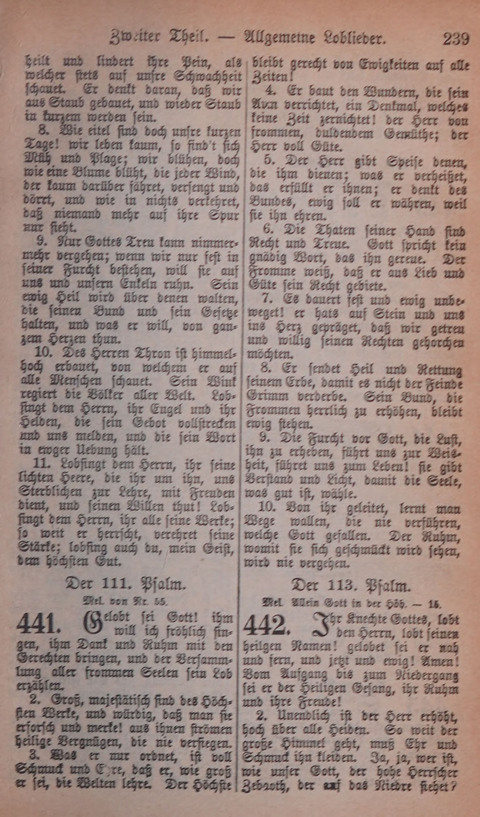 Zweiter Theil. — Allgemeine Loblieder. 239
heilt und lindert ihre Pein, als
welcher stets auf unsre Schwachheit
schauet. Er denkt daran, daß wir
aus Staub gebauet, und wieder Staub
in kurzem werden sein.
8. Wie eitel sind doch unsre kurzen
Tage! wir leben kaum, so find't sich
Müh und Plage; wir blühen, doch
wie eine Blume blüht, die jeder Wind,
der kaum darüber fähret, versengt und
dörrt, und wie in nichts verkehret,
daß niemand mehr auf ihre Spur
nur sieht.
9. Nur Gottes Treu kann nimmer-
mehr vergehen; wenn wir nur fest in
seiner Furcht bestehen, will sie auf
uns und unsern Enkeln ruhn. Sein
ewig Heil wird über denen walten,
die seinen Bund und sein Gesetze
halten, und was er will, von gan-
zem Herzen thun.
10. Des Herren Thron ist himmel-
hoch erbauet, von welchem er auf
alle Menschen schauet. Sein Wink
regiert die Völker aller Welt. Lob-
singt dem Herrn, ihr Engel und ihr
Helden, die sein Gebot vollstrecken
und uns melden, und die sein Wort
in ewger Uebung hält.
11. Lobsingt dem Herrn, ihr seine
lichten Heere, die ihr um ihn, uns
Sterblichen zur Lehre, mit Freuden
dient, und seinen Willen thut! Lob-
singt dem Herrn, ihr alle seine Werke;
so weit er herrscht, verehret seine
Stärke; lobsing auch du, mein Geist,
dem höchsten Gut.
Der 111. Psalm.
Mel. von Nr. 55.
441. Gelobt sei Gott! ihm
will ich fröhlich sin-
gen, ihm Dank und Ruhm mit den
Gerechten bringen, und der Versamm-
lung aller frommen Seelen sein Lob
erzählen.
2. Groß, majestätisch sind des Höch-
sten Werke, und würdig, daß man sie
erforsch und merke! aus ihnen strömen
heilige Vergnügen, die nie versiegen.
3. Was er nur ordnet, ist voll
Schmuck und Ehre, daß er, wie groß
er sei, die Welten lehre. Der Höchste
bleibt gerecht von Ewigkeiten auf alle
Zeiten!
4. Er baut den Wundern, die sein
Arm verrichtet, ein Denkmal, welches
keine Zeit zernichtet! der Herr von
frommen, duldendem Gemüthe; der
Herr voll Güte.
5. Der Herr gibt Speise denen,
die ihm dienen; was er verheißet,
das erfüllt er ihnen; er denkt des
Bundes, ewig soll er währen, weil
sie ihn ehren.
6. Die Thaten seiner Hand sind
Recht und Treue. Gott spricht kein
gnädig Wort, das ihn gereue. Der
Fromme weiß, daß er aus Lieb und
Güte sein Recht gebiete.
7. Es dauert fest und ewig unbe-
weget! er hats auf Stein und uns
ins Herz gepräget, daß wir getreu
und willig seinen Rechten gehorchen
möchten.
8. Er sendet Heil und Rettung
seinem Erbe, damit es nicht der Feinde
Grimm verderbe. Sein Bund, die
Frommen herrlich zu erhöhen, bleibt
ewig stehen.
9. Die Furcht vor Gott, die Lust,
ihn zu erheben, führt uns zur Weis-
heit, führet uns zum Leben! sie gibt
Verstand und Licht, damit die Seele,
was gut ist, wähle.
10. Von ihr geleitet, lernt man
Wege wallen, die nie verführen,
welche Gott gefallen. Der Ruhm,
womit sie sich geschmückt wird sehen,
wird nie vergehen.
Der 113. Psalm.
Mel. Allein Gott in der Höh. — 15.
442. Ihr Knechte Gottes, lobt
den Herrn, lobt seinen
heilgen Namen! gelobet sei er nah
und fern, und jetzt und ewig! Amen!
Vom Aufgang bis zum Niedergang
sei er der Heiligen Gesang, ihr Ruhm
und ihre Freude!
2. Unendlich ist der Herr erhöht,
hoch über alle Heiden. So weit der
große Himmel geht, muß Ehr und
Schmuck ihn kleiden. Ja, ja, wer ist,
wie unser Gott, der hohe Herrscher
Zebaoth, der auf das Niedre siehet?